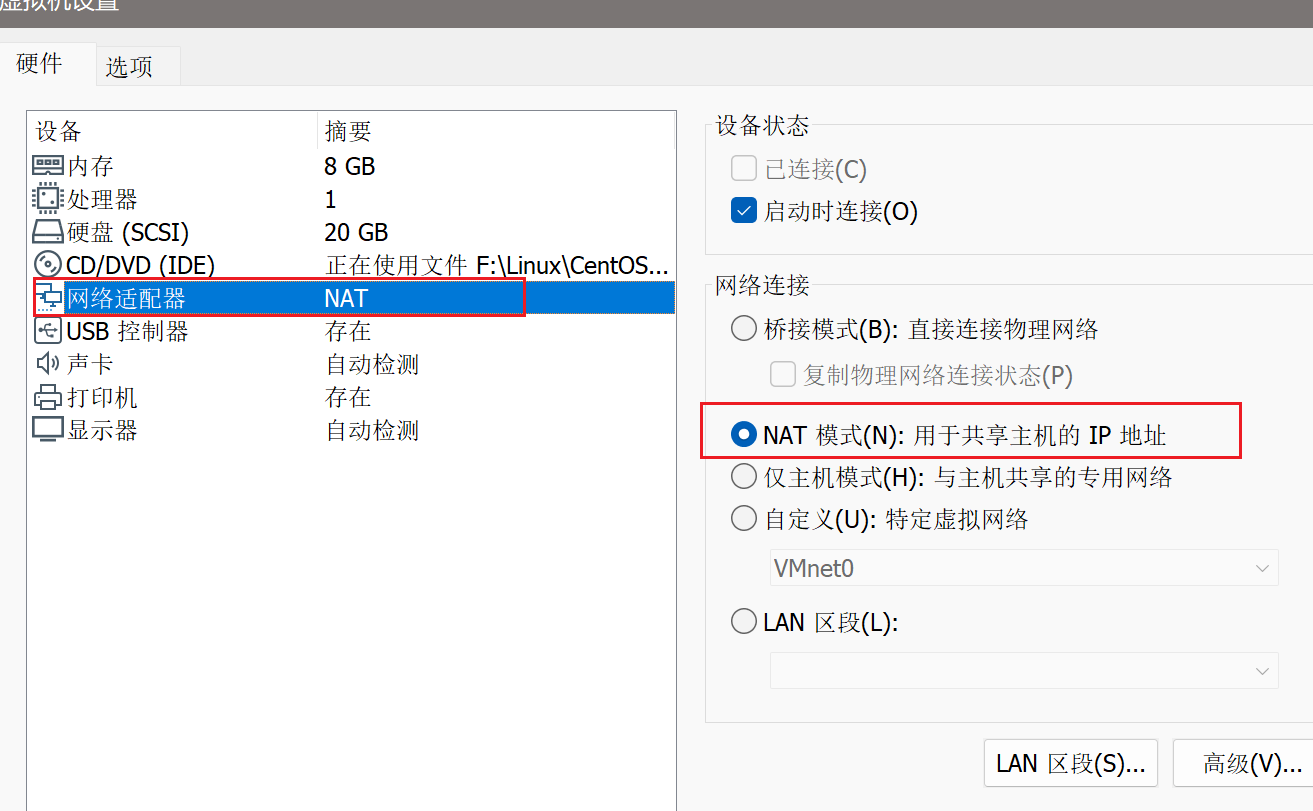 虚拟机设置
硬件
选项
设备 摘要
内存 8 GB
处理器 1
硬盘 (SCSI) 20 GB
CD/DVD (IDE) 正在使用文件 F:\Linux\CentOS...
网络适配器 NAT
USB 控制器 存在
声卡 自动检测
打印机 存在
显示器 自动检测
设备状态
已连接(C)
启动时连接(O)
网络连接
桥接模式(B): 直接连接物理网络
复制物理网络连接状态(P)
NAT 模式(N): 用于共享主机的 IP 地址
仅主机模式(H): 与主机共享的专用网络
自定义(U): 特定虚拟网络
VMnet0
LAN 区段(L):
LAN 区段(S)... 高级(V)...